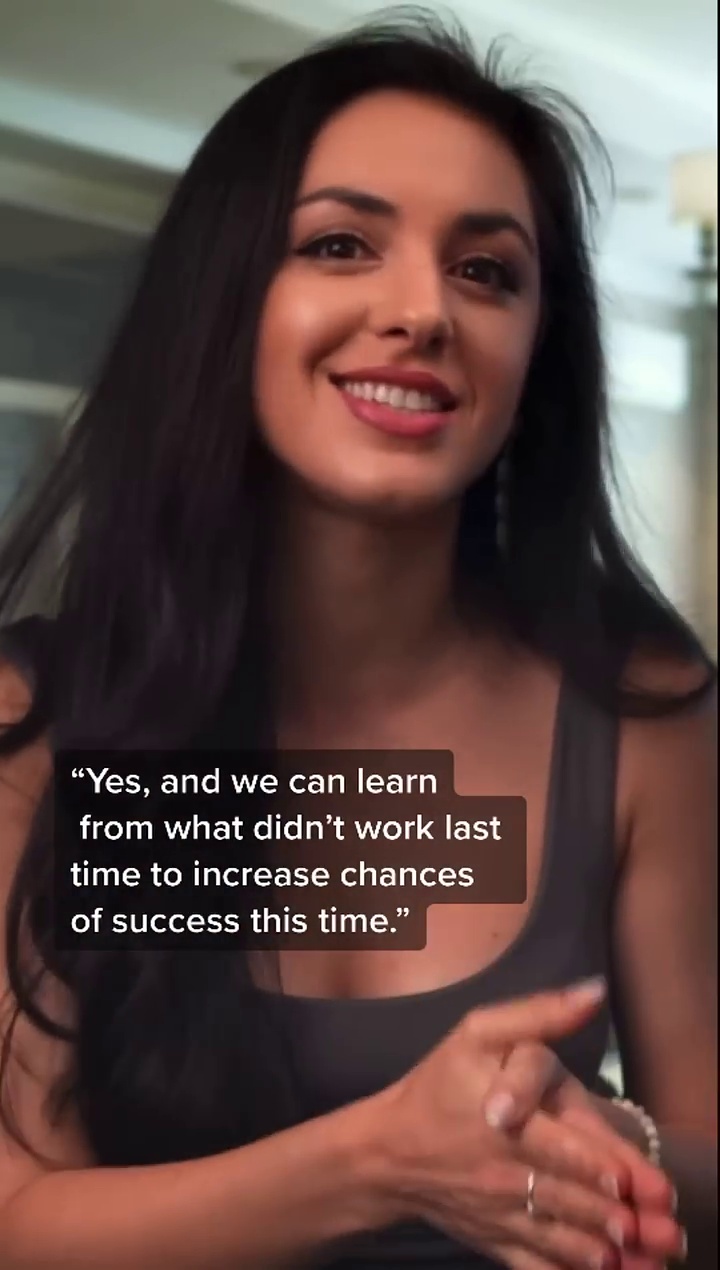 “Yes, and we can learn
from what didn’t work last
time to increase chances
of success this time.”